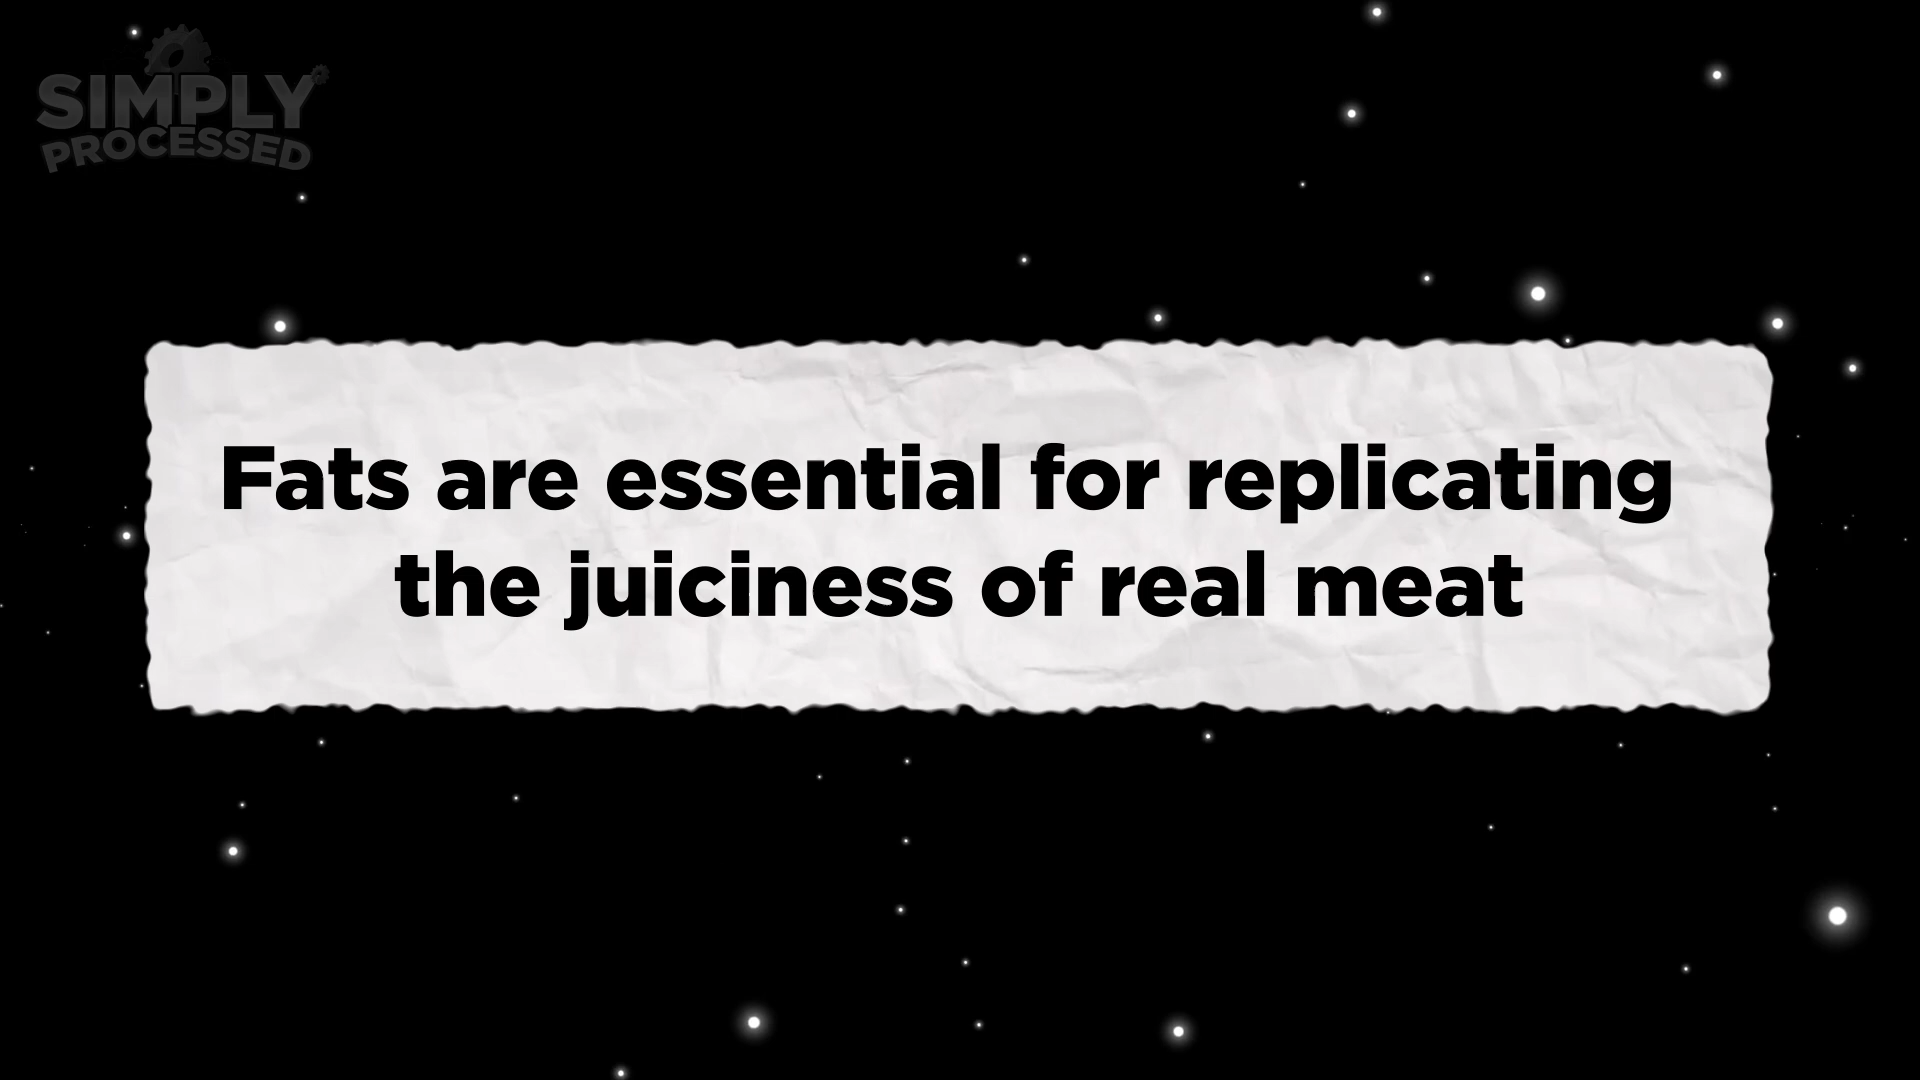 SIMPLY
PROCESSED
Fats are essential for replicating
the juiciness of real meat